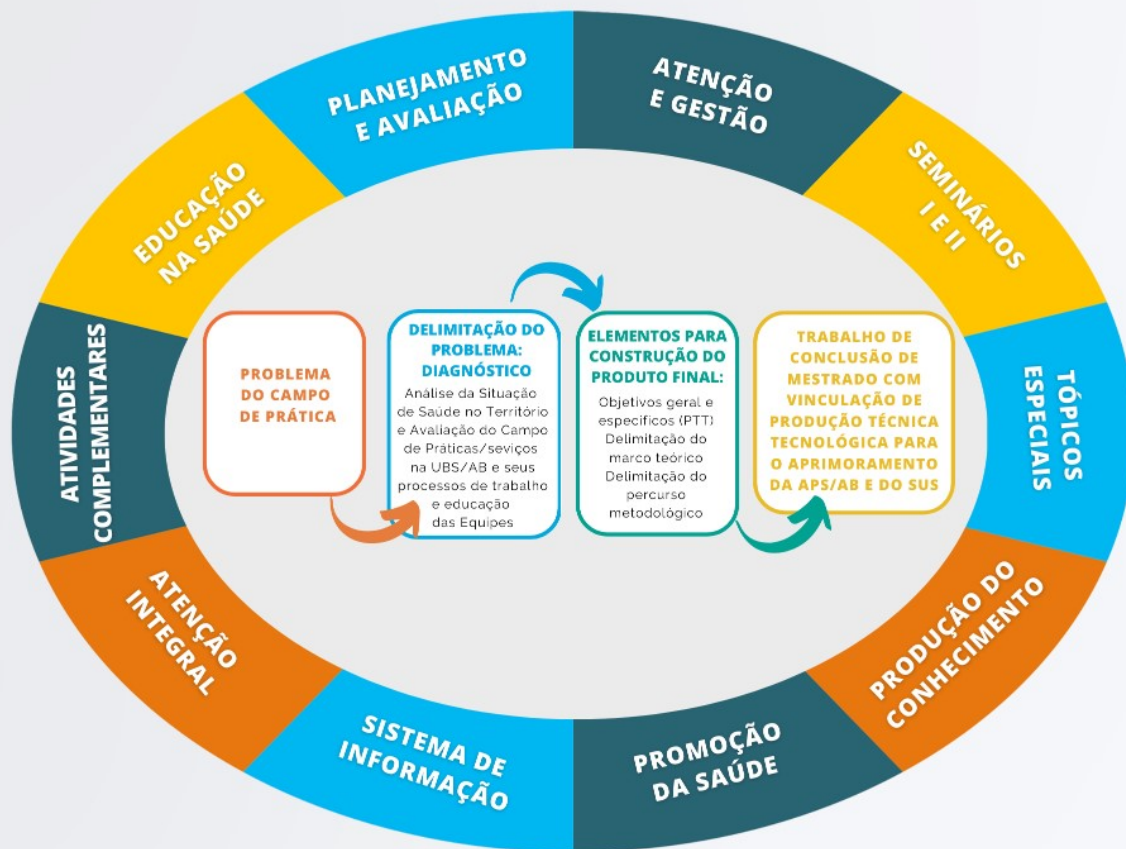 PLANEJAMENTO
E AVALIAÇÃO
ATENÇÃO
E GESTÃO
SEMINÁRIOS
I E II
TÓPICOS
ESPECIAIS
PRODUÇÃO DO
CONHECIMENTO
PROMOÇÃO
DA SAÚDE
SISTEMA DE
INFORMAÇÃO
ATENÇÃO
INTEGRAL
ATIVIDADES
COMPLEMENTARES
EDUCAÇÃO
NA SAÚDE
PROBLEMA
DO CAMPO
DE PRÁTICA
DELIMITAÇÃO DO
PROBLEMA:
DIAGNÓSTICO
Análise da Situação
de Saúde no Território
e Avaliação do Campo
de Práticas/seviços
na UBS/AB e seus
processos de trabalho
e educação
das Equipes
ELEMENTOS PARA
CONSTRUÇÃO DO
PRODUTO FINAL:
Objetivos geral e
específicos (PTT)
Delimitação do
marco teórico
Delimitação do
percurso
metodológico
TRABALHO DE
CONCLUSÃO DE
MESTRADO COM
VINCULAÇÃO DE
PRODUÇÃO TÉCNICA
TECNOLÓGICA PARA
O APRIMORAMENTO
DA APS/AB E DO SUS